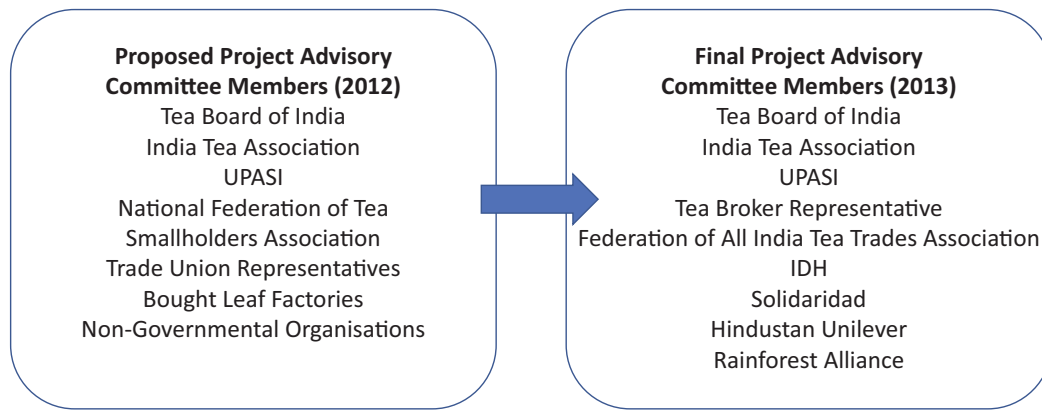 Proposed Project Advisory
Committee Members (2012)
Tea Board of India
India Tea Association
UPASI
National Federation of Tea
Smallholders Association
Trade Union Representatives
Bought Leaf Factories
Non-Governmental Organisations
Final Project Advisory
Committee Members (2013)
Tea Board of India
India Tea Association
UPASI
Tea Broker Representative
Federation of All India Tea Trades Association
IDH
Solidaridad
Hindustan Unilever
Rainforest Alliance